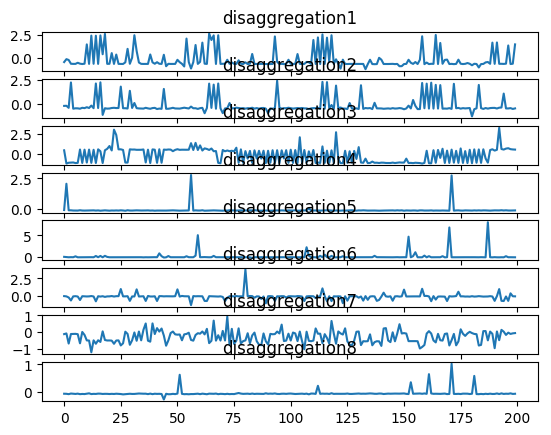 disaggregation1
2.5
0.0
disaggregation2
2.5
0.0
disaggregation3
2.5
0.0
disaggregation4
2.5
0.0
disaggregation5
5
0
disaggregation6
2.5
0.0
disaggregation7
1
0
−1
disaggregation8
1
0
0 25 50 75 100 125 150 175 200